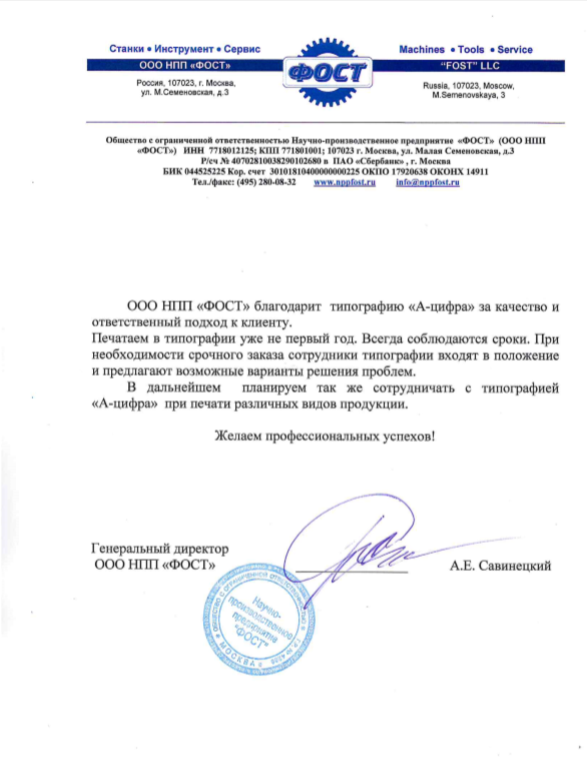 Станки • Инструмент • Сервис
ООО НПП «ФОСТ»
Россия, 107023, г. Москва,
ул. М.Семеновская, д.3
ФОСТ
Machines • Tools • Service
“FOST” LLC
Russia, 107023, Moscow,
M.Semenovskaya, 3
Общество с ограниченной ответственностью Научно-производственное предприятие «ФОСТ» (ООО НПП
«ФОСТ») ИНН 7718012125; КПП 771801001; 107023 г. Москва, ул. Малая Семеновская, д.3
Р/сч № 40702810038290102680 в ПАО «Сбербанк» , г. Москва
БИК 044525225 Кор. счет 30101810400000000225 ОКПО 17920638 ОКОНХ 14911
Тел./факс: (495) 280-08-32 www.nppfost.ru info@nppfost.ru
ООО НПП «ФОСТ» благодарит типографию «А-цифра» за качество и
ответственный подход к клиенту.
Печатаем в типографии уже не первый год. Всегда соблюдаются сроки. При
необходимости срочного заказа сотрудники типографии входят в положение
и предлагают возможные варианты решения проблем.
В дальнейшем планируем так же сотрудничать с типографией
«А-цифра» при печати различных видов продукции.
Желаем профессиональных успехов!
Генеральный директор
ООО НПП «ФОСТ»
А.Е. Савинецкий
Научно-
производственное
предприятие
"ФОСТ"
МОСКВА